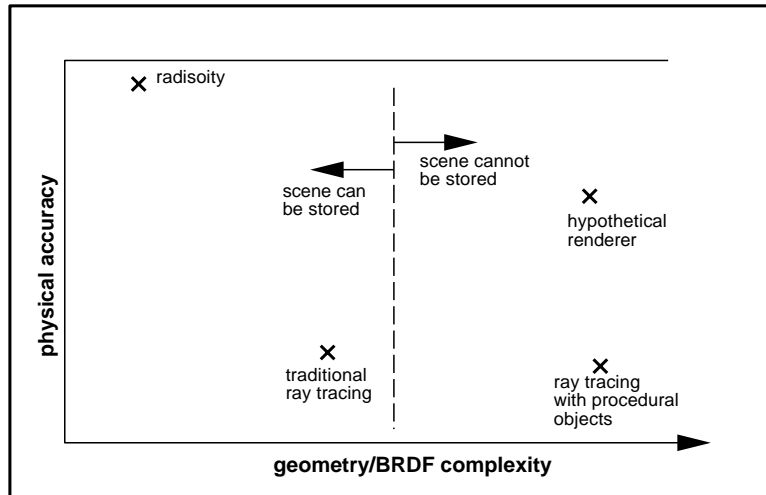 radisoity
scene cannot
be stored
scene can
be stored
hypothetical
renderer
physical accuracy
traditional
ray tracing
ray tracing
with procedural
objects
geometry/BRDF complexity